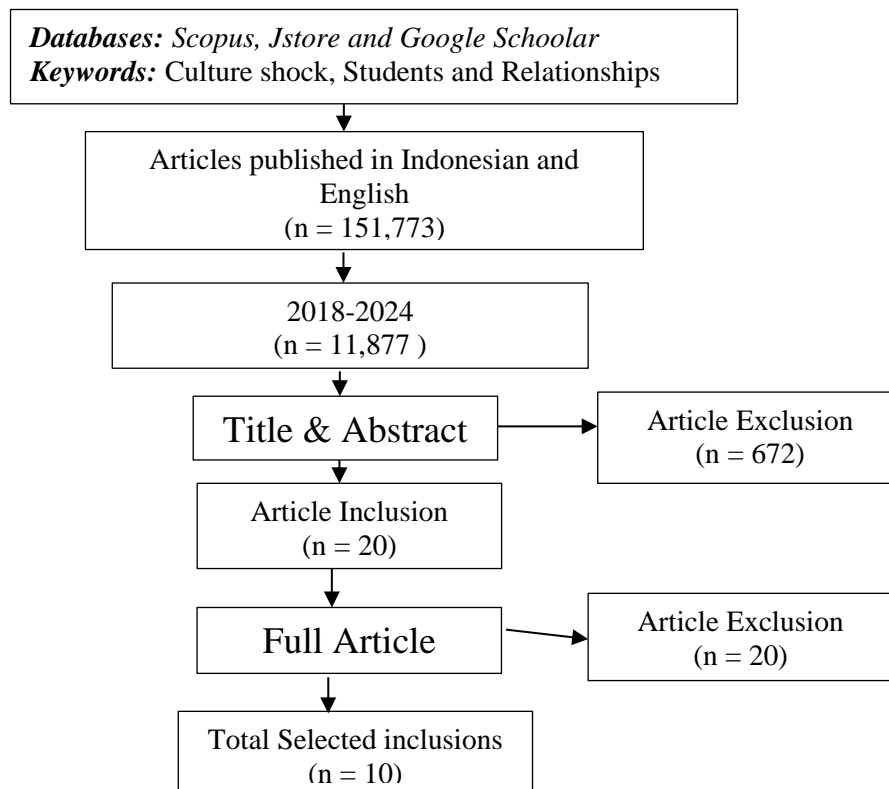 Databases: Scopus, Jstore and Google Schoolar
Keywords: Culture shock, Students and Relationships
Articles published in Indonesian and
English
(n = 151,773)
2018-2024
(n = 11,877 )
Title & Abstract
Article Exclusion
(n = 672)
Article Inclusion
(n = 20)
Full Article
Article Exclusion
(n = 20)
Total Selected inclusions
(n = 10)